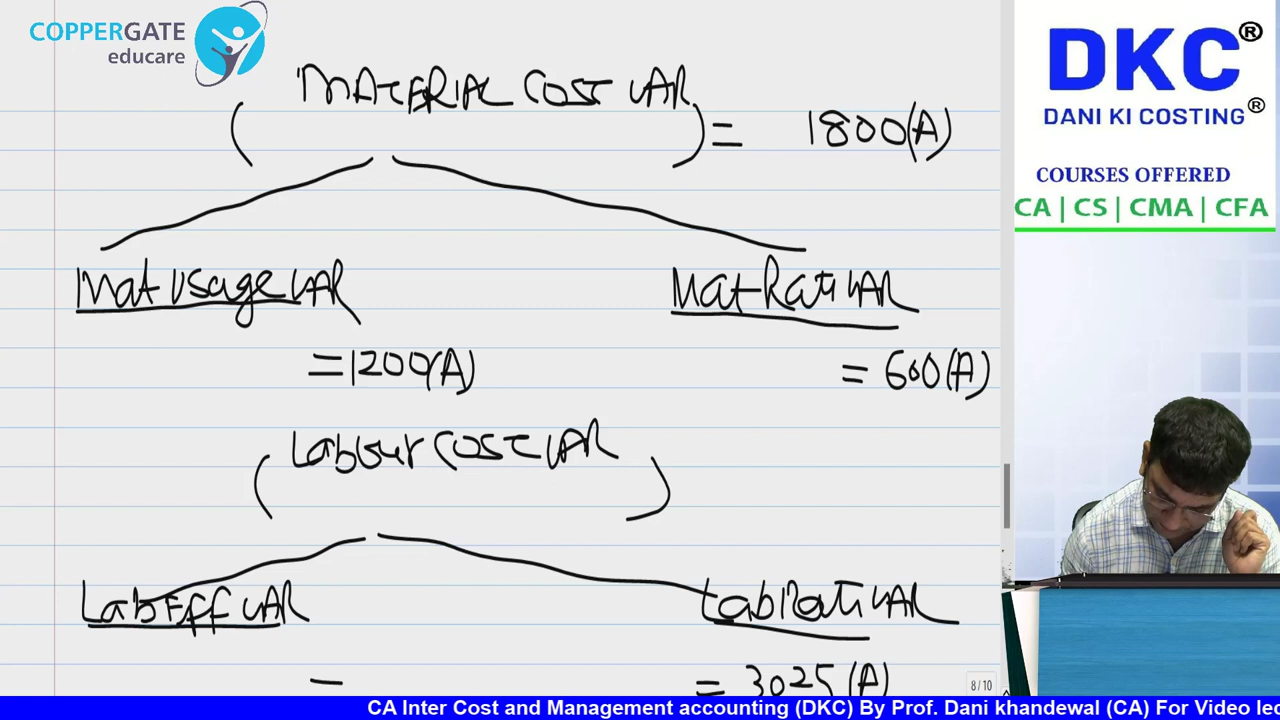 COPPERGATE
educare
MATERIAL COST VAR
( ) = 1800(A)
Mat Usage VAR
Mat Rate VAR
= 1200(A)
= 600(A)
Labour Cost VAR
( )
Lab Eff VAR
Lab Rate VAR
=
= 3025(A)
8/10
DKC®
DANI KI COSTING®
COURSES OFFERED
CA | CS | CMA | CFA
CA Inter Cost and Management accounting (DKC) By Prof. Dani khandewal (CA) For Video lec